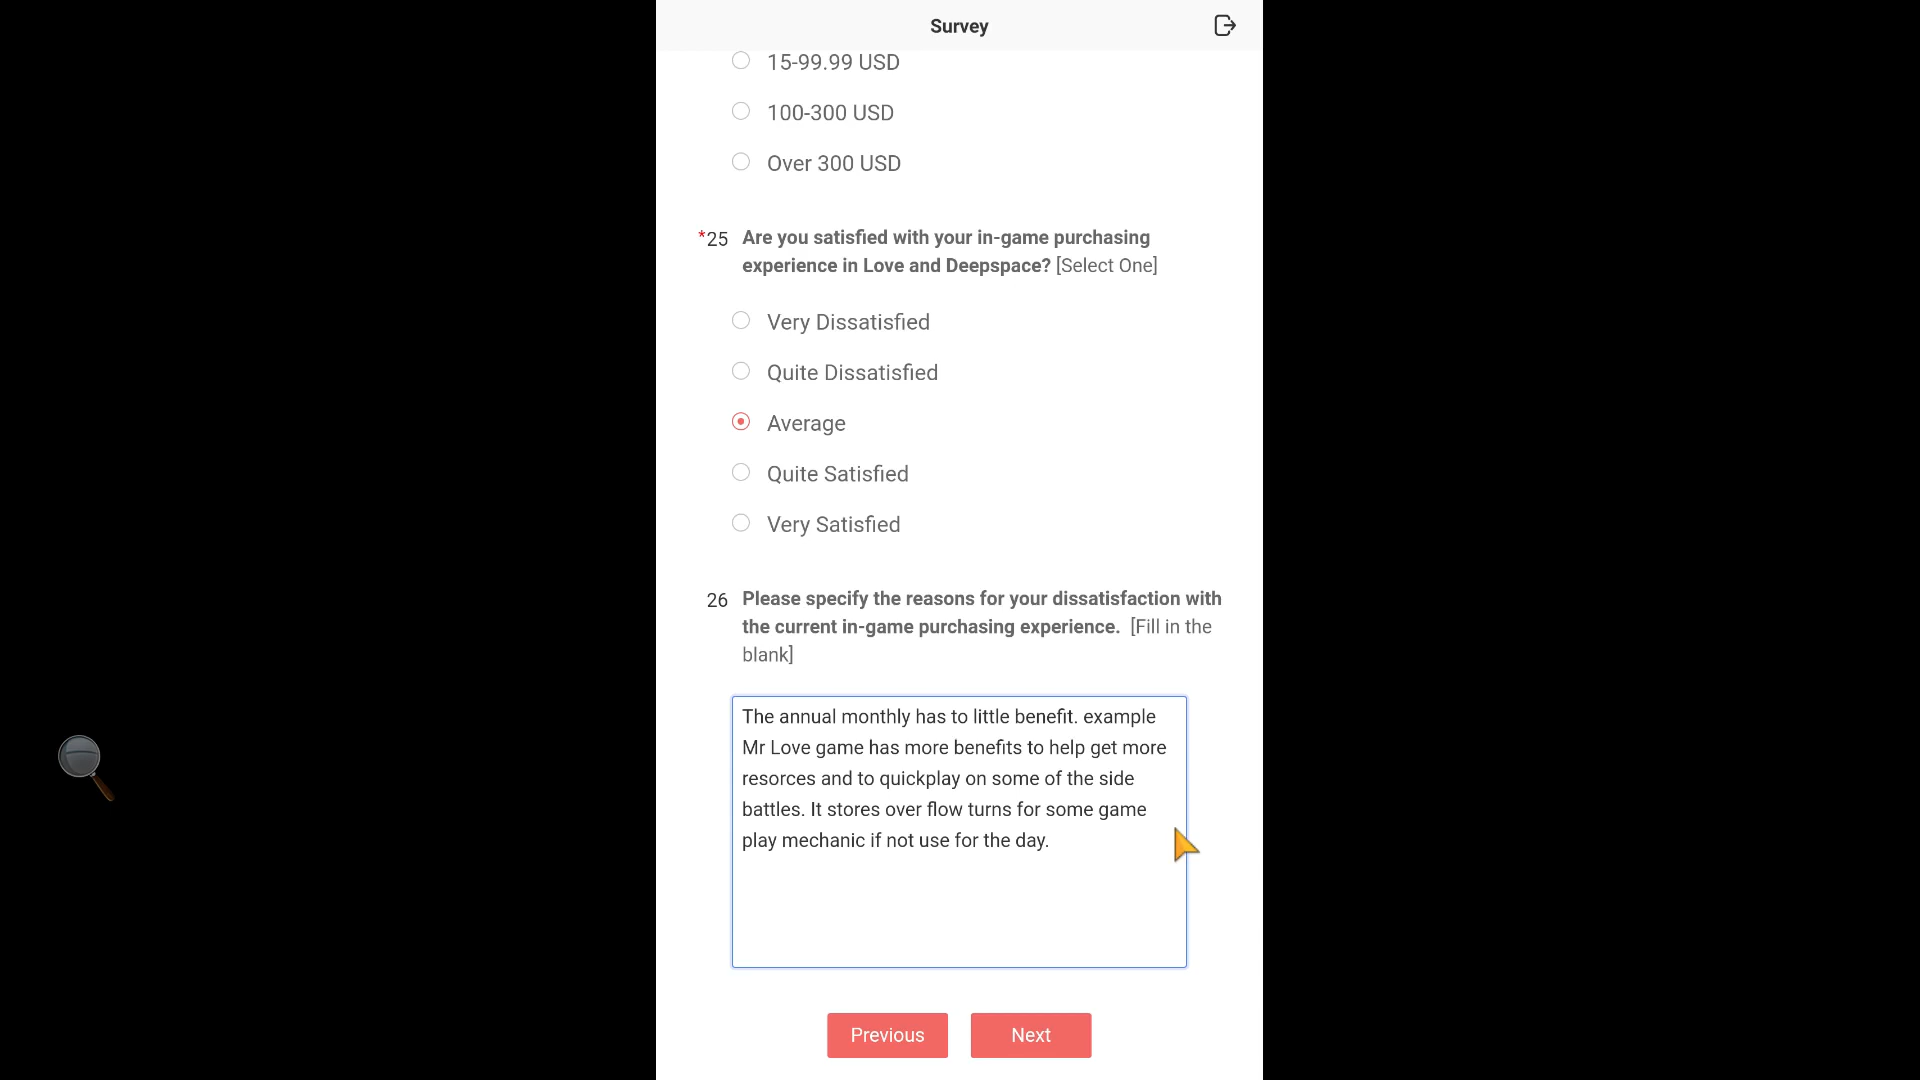 Survey
15-99.99 USD
100-300 USD
Over 300 USD
*25 Are you satisfied with your in-game purchasing
experience in Love and Deepspace? [Select One]
Very Dissatisfied
Quite Dissatisfied
Average
Quite Satisfied
Very Satisfied
26 Please specify the reasons for your dissatisfaction with
the current in-game purchasing experience. [Fill in the
blank]
The annual monthly has to little benefit. example
Mr Love game has more benefits to help get more
resorces and to quickplay on some of the side
battles. It stores over flow turns for some game
play mechanic if not use for the day.
Previous Next